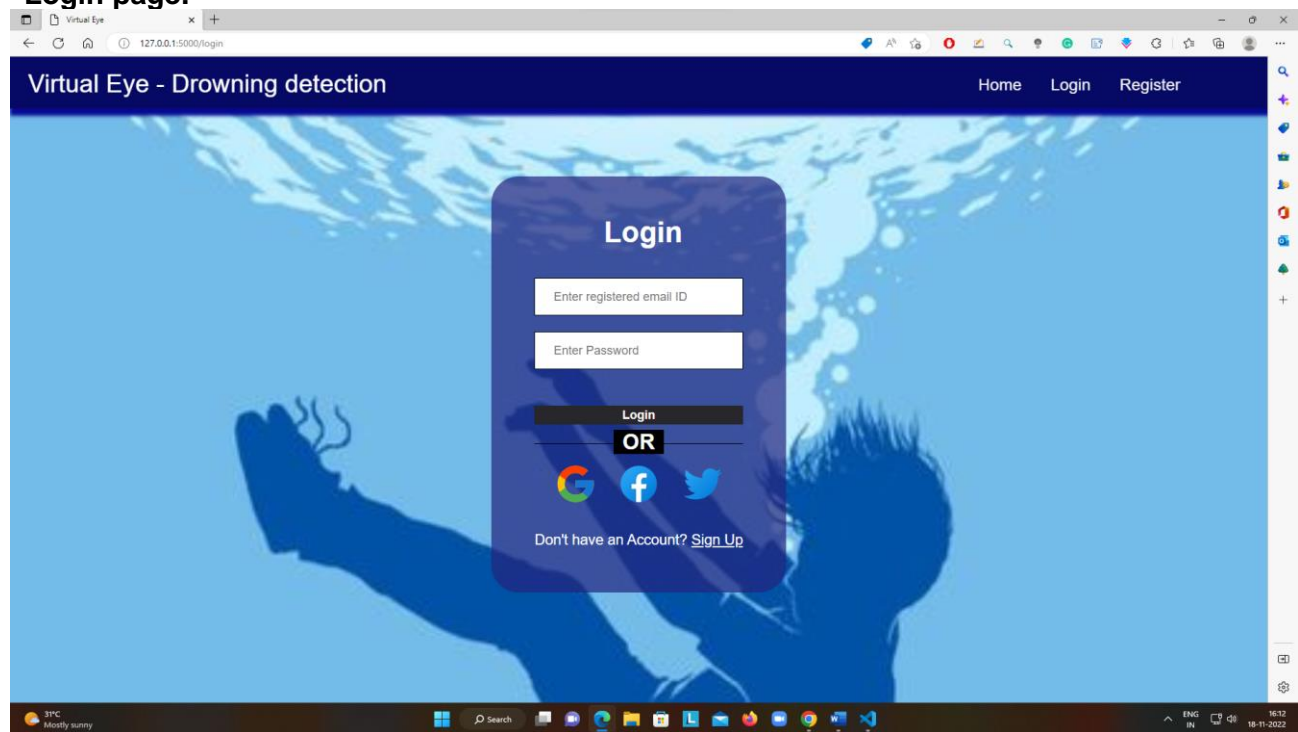 Login page.
Virtual Eye
127.0.0.1:5000/login
Virtual Eye - Drowning detection
Home Login Register
Login
Enter registered email ID
Enter Password
Login
OR
Don't have an Account? Sign Up
31°C
Mostly sunny
Search
ENG
IN
16:12
18-11-2022